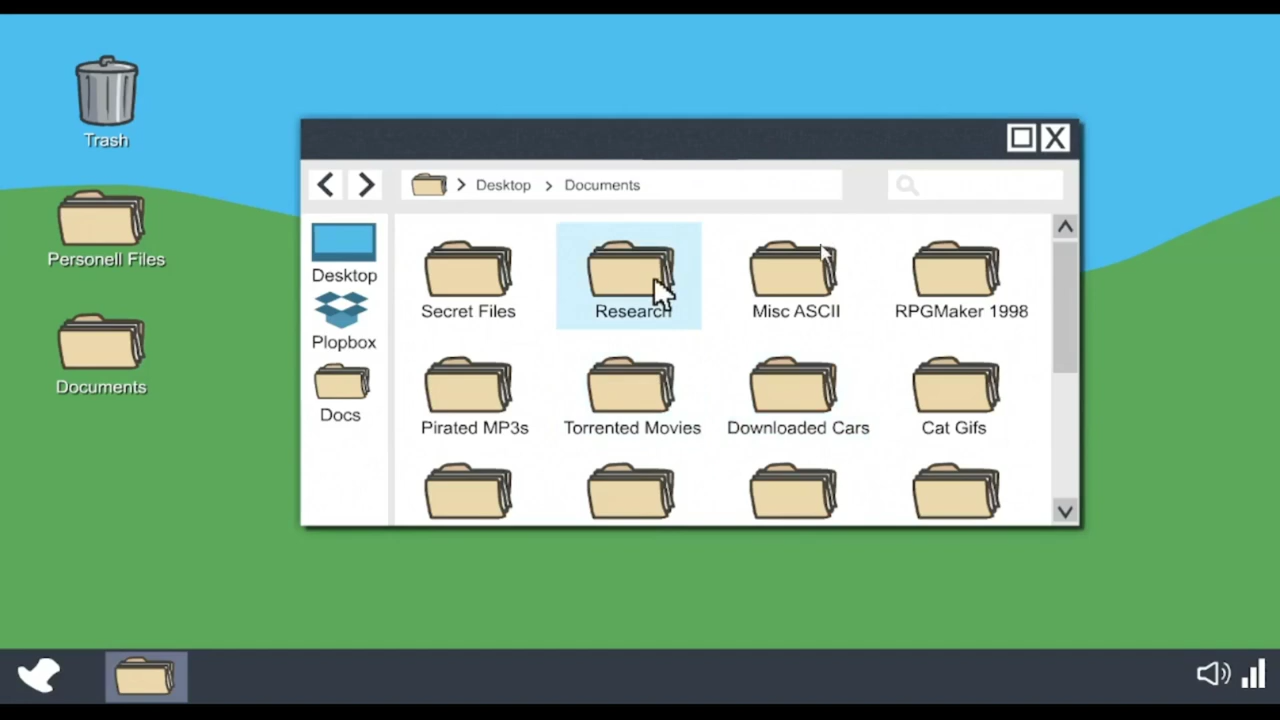 Trash
Personell Files
Documents
Desktop
Documents
Desktop
Plopbox
Docs
Secret Files
Research
Misc ASCII
RPGMaker 1998
Pirated MP3s
Torrented Movies
Downloaded Cars
Cat Gifs